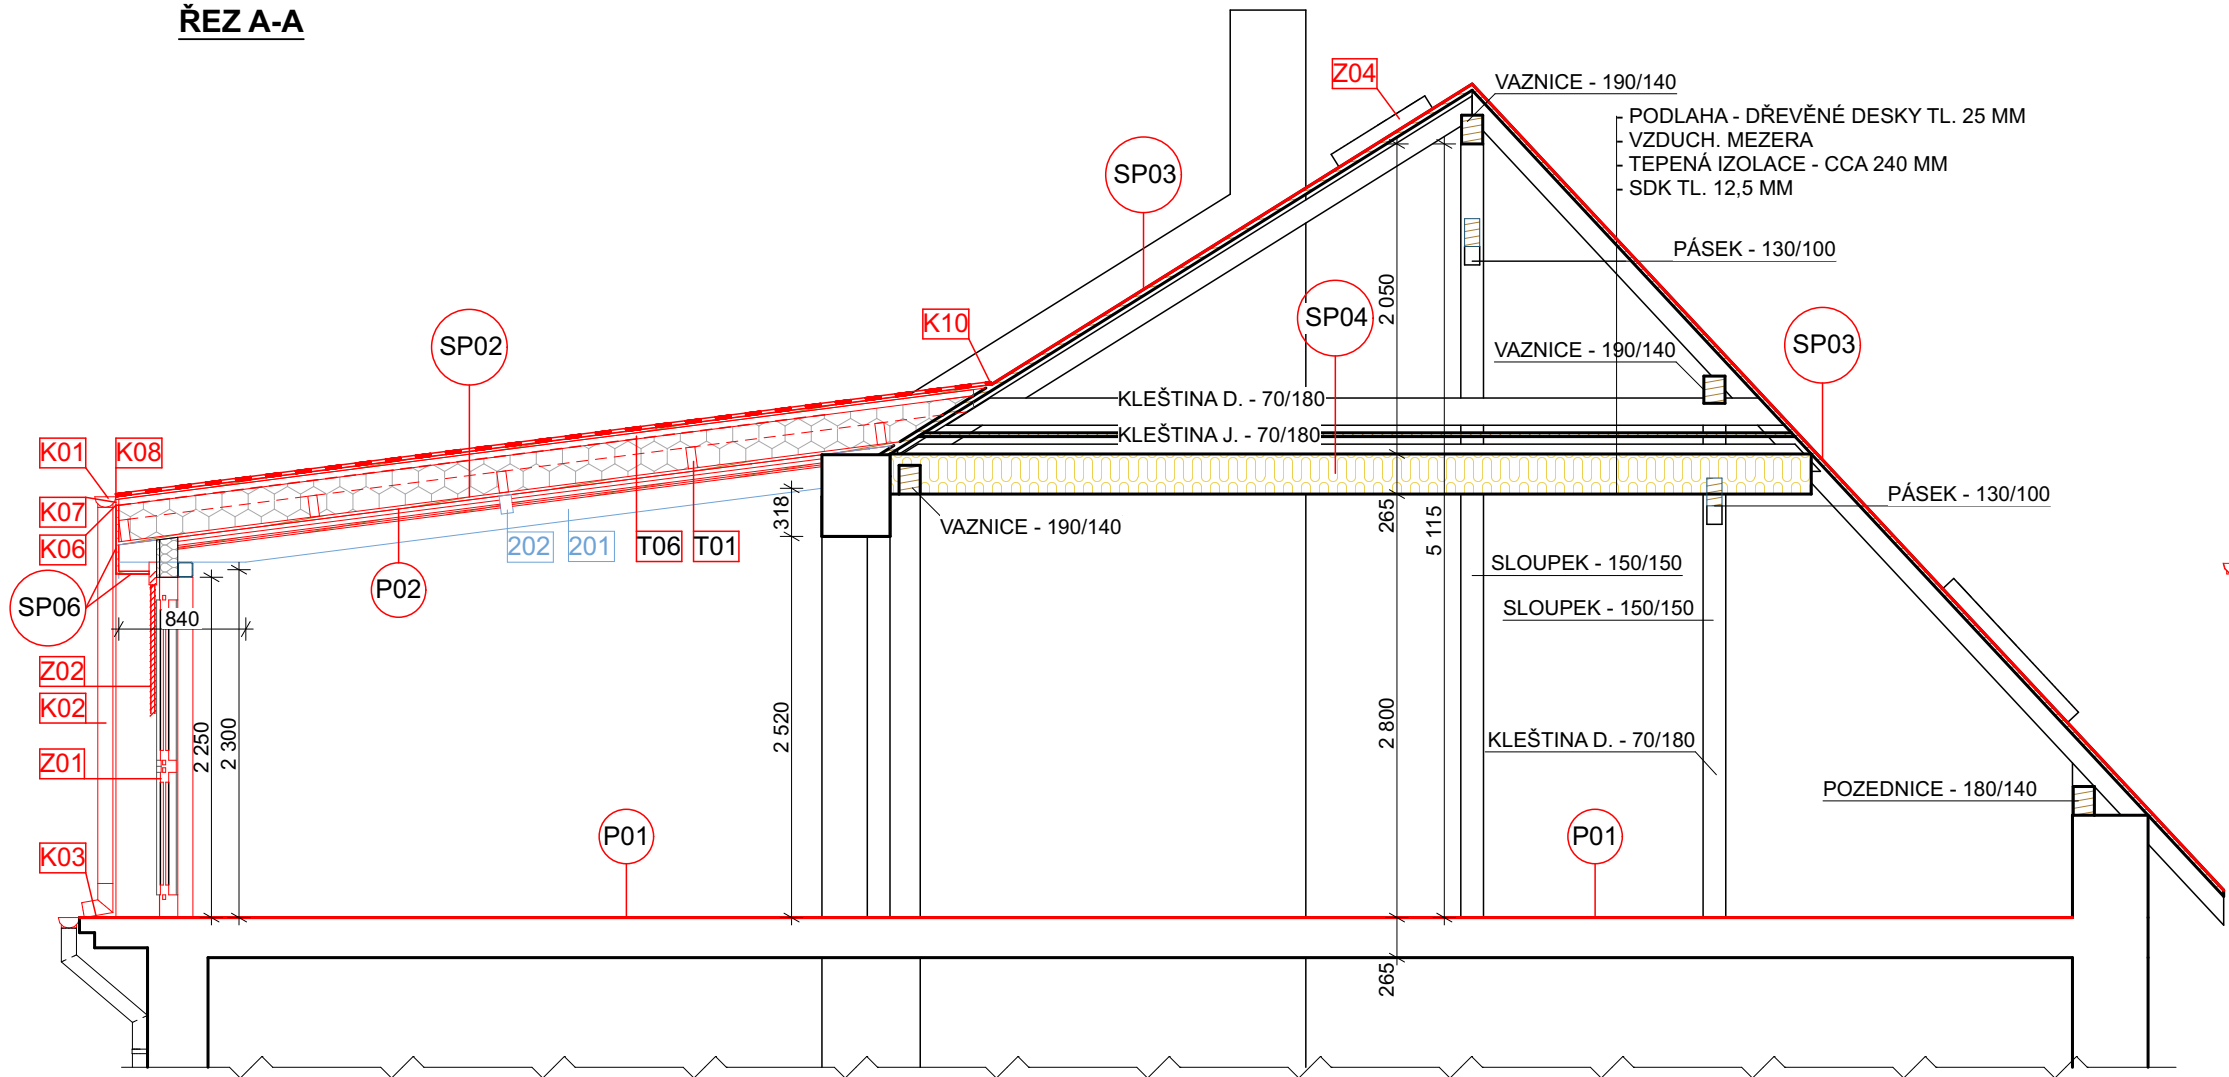 ŘEZ A-A
Z04
VAZNICE - 190/140
PODLAHA - DŘEVĚNÉ DESKY TL. 25 MM
VZDUCH. MEZERA
TEPENÁ IZOLACE - CCA 240 MM
SDK TL. 12,5 MM
SP03
PÁSEK - 130/100
2 050
SP04
K10
SP02
VAZNICE - 190/140
SP03
KLEŠTINA D. - 70/180
KLEŠTINA J. - 70/180
K01
K08
K07
K06
318
265
5 115
PÁSEK - 130/100
VAZNICE - 190/140
202
201
T06
T01
P02
SP06
840
SLOUPEK - 150/150
SLOUPEK - 150/150
Z02
K02
Z01
2 250
2 300
2 520
2 800
KLEŠTINA D. - 70/180
POZEDNICE - 180/140
K03
P01
P01
265